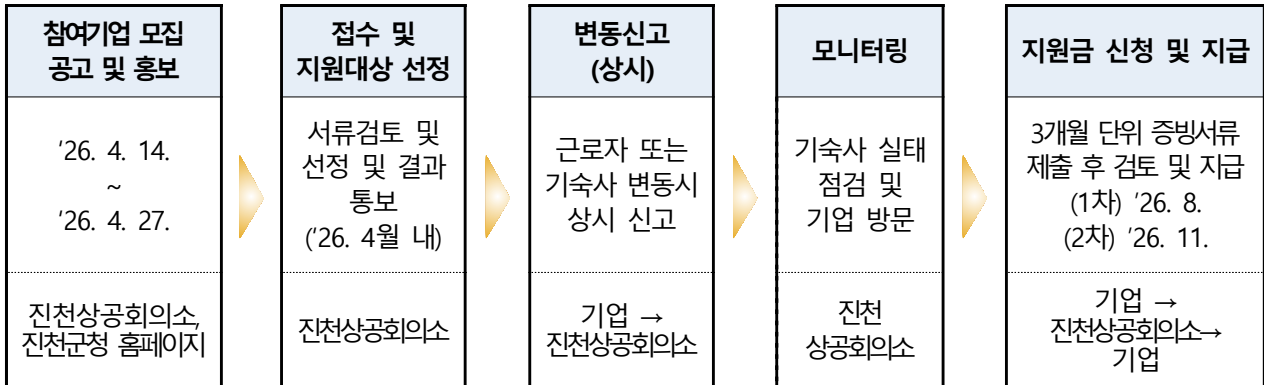 참여기업 모집
공고 및 홍보
'26. 4. 14.
~
'26. 4. 27.
진천상공회의소,
진천군청 홈페이지
접수 및
지원대상 선정
서류검토 및
선정 및 결과
통보
('26. 4월 내)
진천상공회의소
변동신고
(상시)
근로자 또는
기숙사 변동시
상시 신고
기업 →
진천상공회의소
모니터링
기숙사 실태
점검 및
기업 방문
진천
상공회의소
지원금 신청 및 지급
3개월 단위 증빙서류
제출 후 검토 및 지급
(1차) '26. 8.
(2차) '26. 11.
기업 →
진천상공회의소→
기업